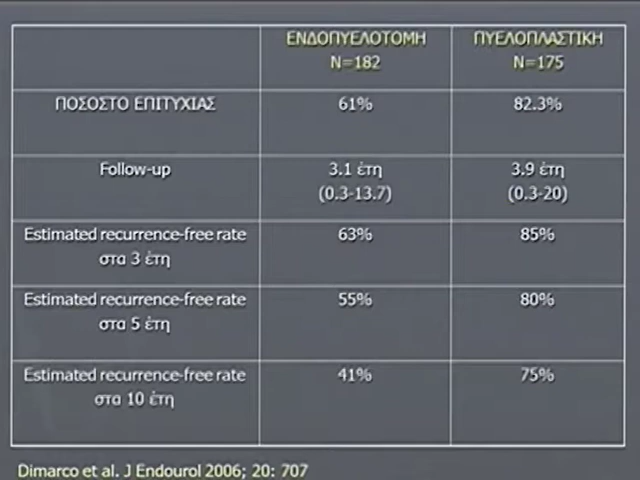 ΕΝΔΟΠΥΕΛΟΤΟΜΗ
N=182
ΠΥΕΛΟΠΛΑΣΤΙΚΗ
N=175
ΠΟΣΟΣΤΟ ΕΠΙΤΥΧΙΑΣ
61%
82.3%
Follow-up
3.1 έτη
(0.3-13.7)
3.9 έτη
(0.3-20)
Estimated recurrence-free rate
στα 3 έτη
63%
85%
Estimated recurrence-free rate
στα 5 έτη
55%
80%
Estimated recurrence-free rate
στα 10 έτη
41%
75%
Dimarco et al. J Endourol 2006; 20: 707